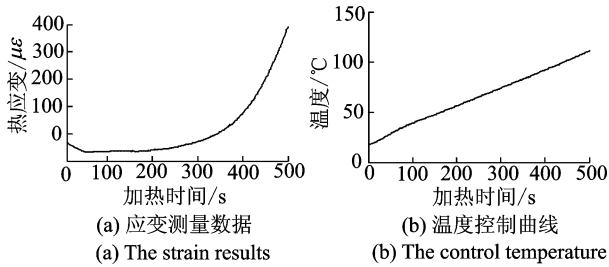 400
300
200
100
0
热应变/με
0 100 200 300 400 500
加热时间/s
(a) 应变测量数据
(a) The strain results
150
100
50
0
温度/℃
0 100 200 300 400 500
加热时间/s
(b) 温度控制曲线
(b) The control temperature